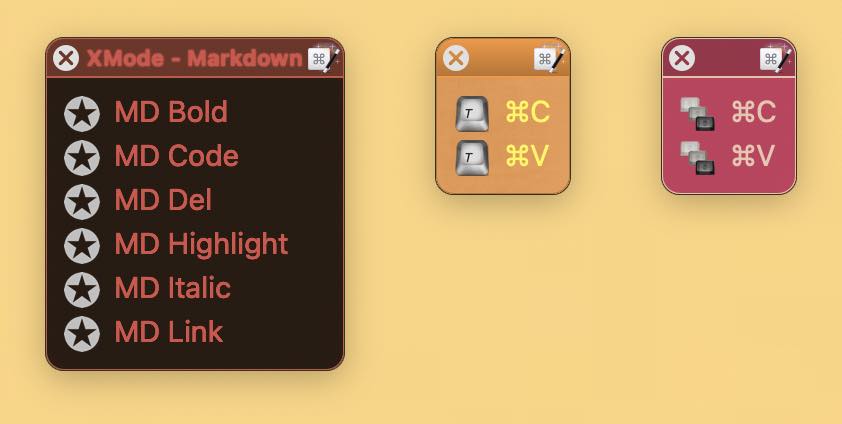 XMode - Markdown
MD Bold
MD Code
MD Del
MD Highlight
MD Italic
MD Link
⌘
T ⌘C
T ⌘V
⌘
⌘C
⌘V
⌘